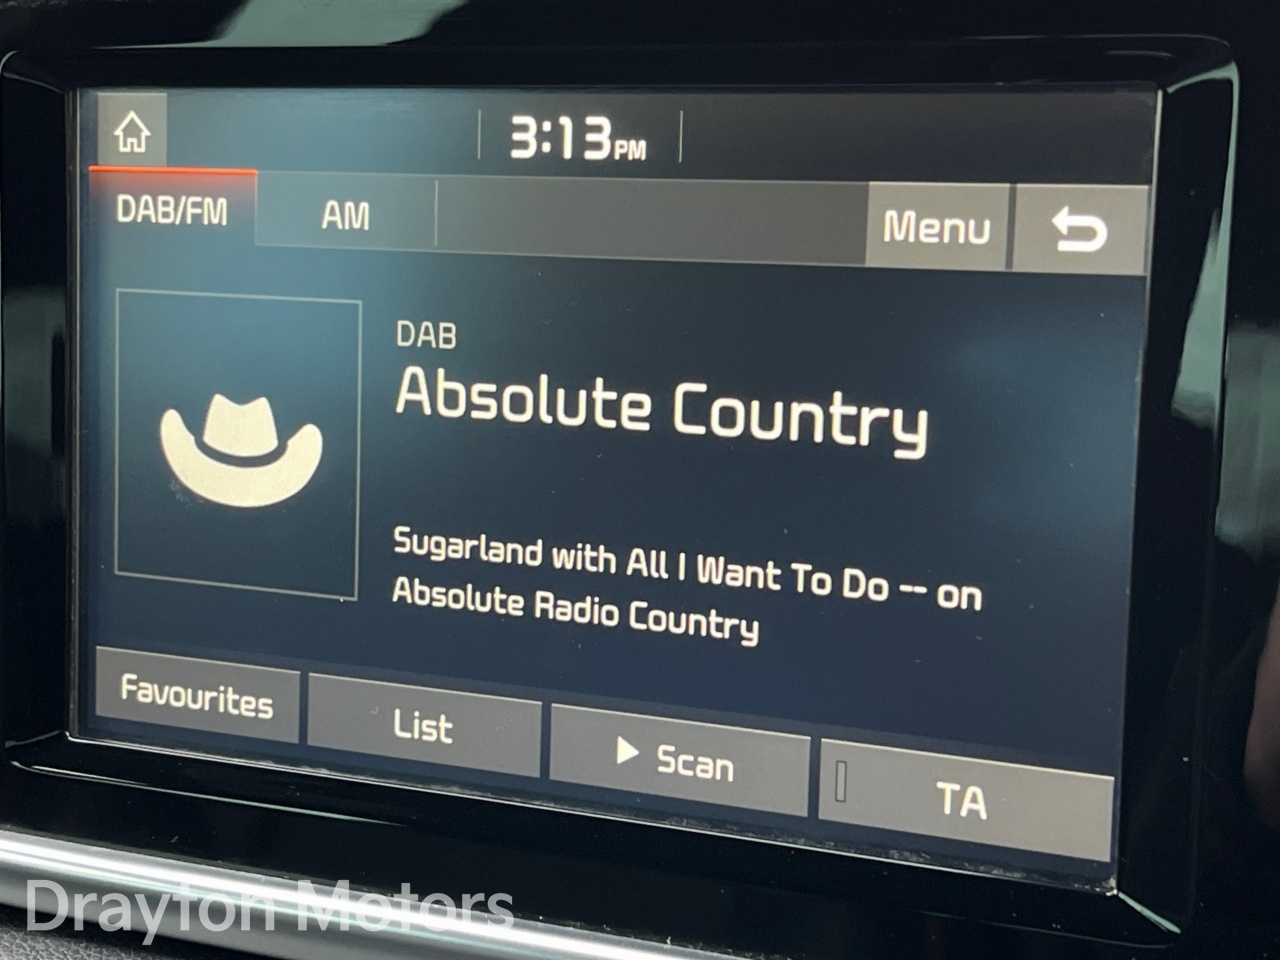 3:13PM
DAB/FM AM Menu
DAB
Absolute Country
Sugarland with All I Want To Do -- on
Absolute Radio Country
Favourites List Scan TA
Drayton Motors